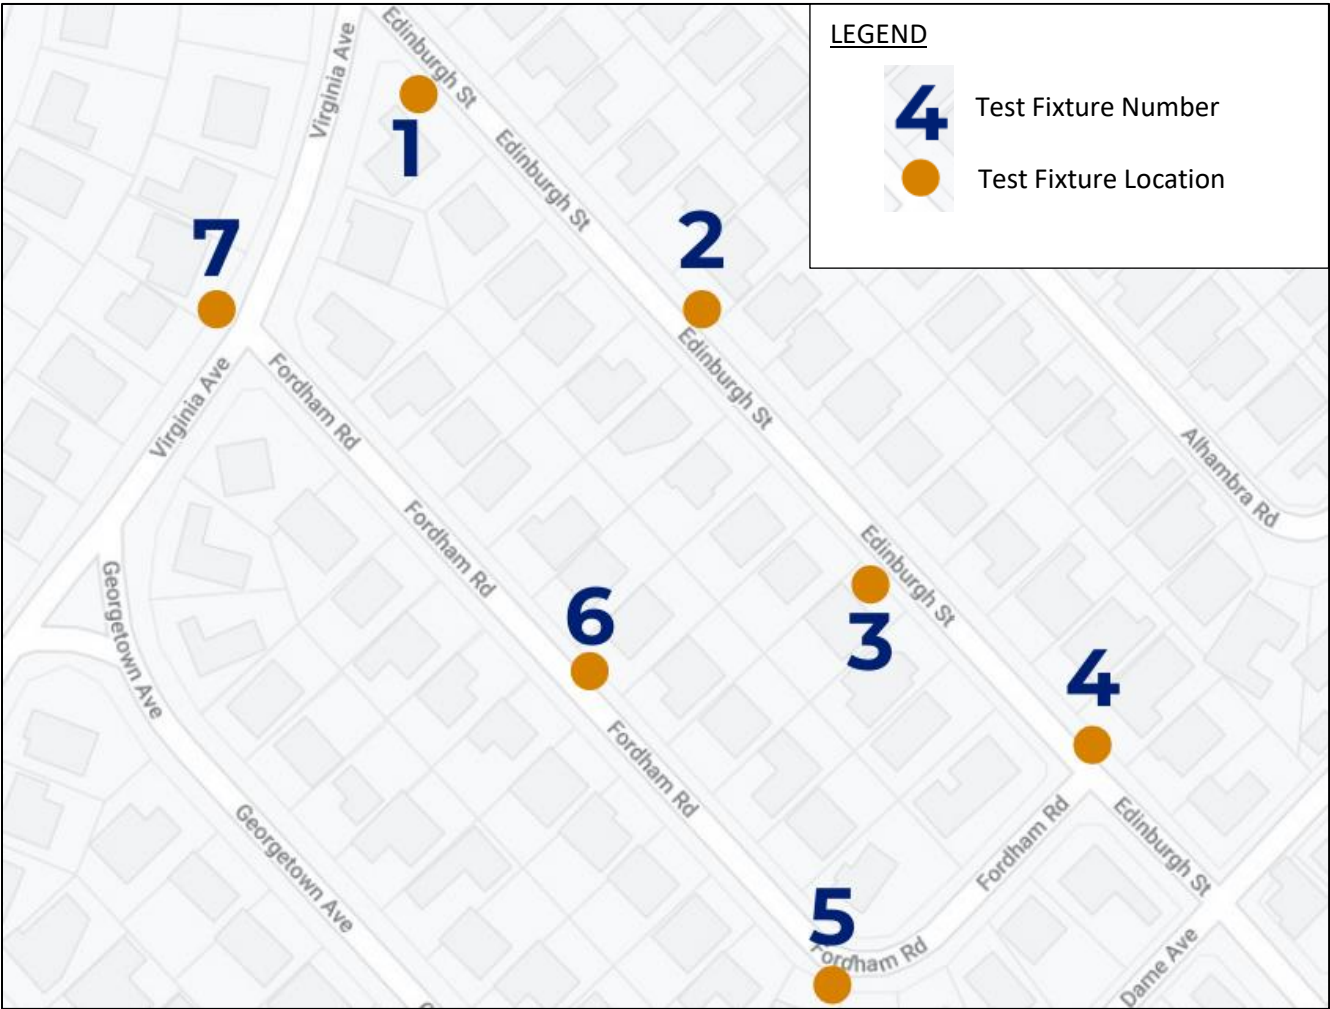 LEGEND
4 Test Fixture Number
Test Fixture Location
Edinburgh St
Virginia Ave
1
Edinburgh St
7
2
Edinburgh St
Virginia Ave
Fordham Rd
Alhambra Rd
Fordham Rd
Edinburgh St
Georgetown Ave
6
3
4
Fordham Rd
Georgetown Ave
Fordham Rd
Edinburgh St
5
Fordham Rd
Dame Ave